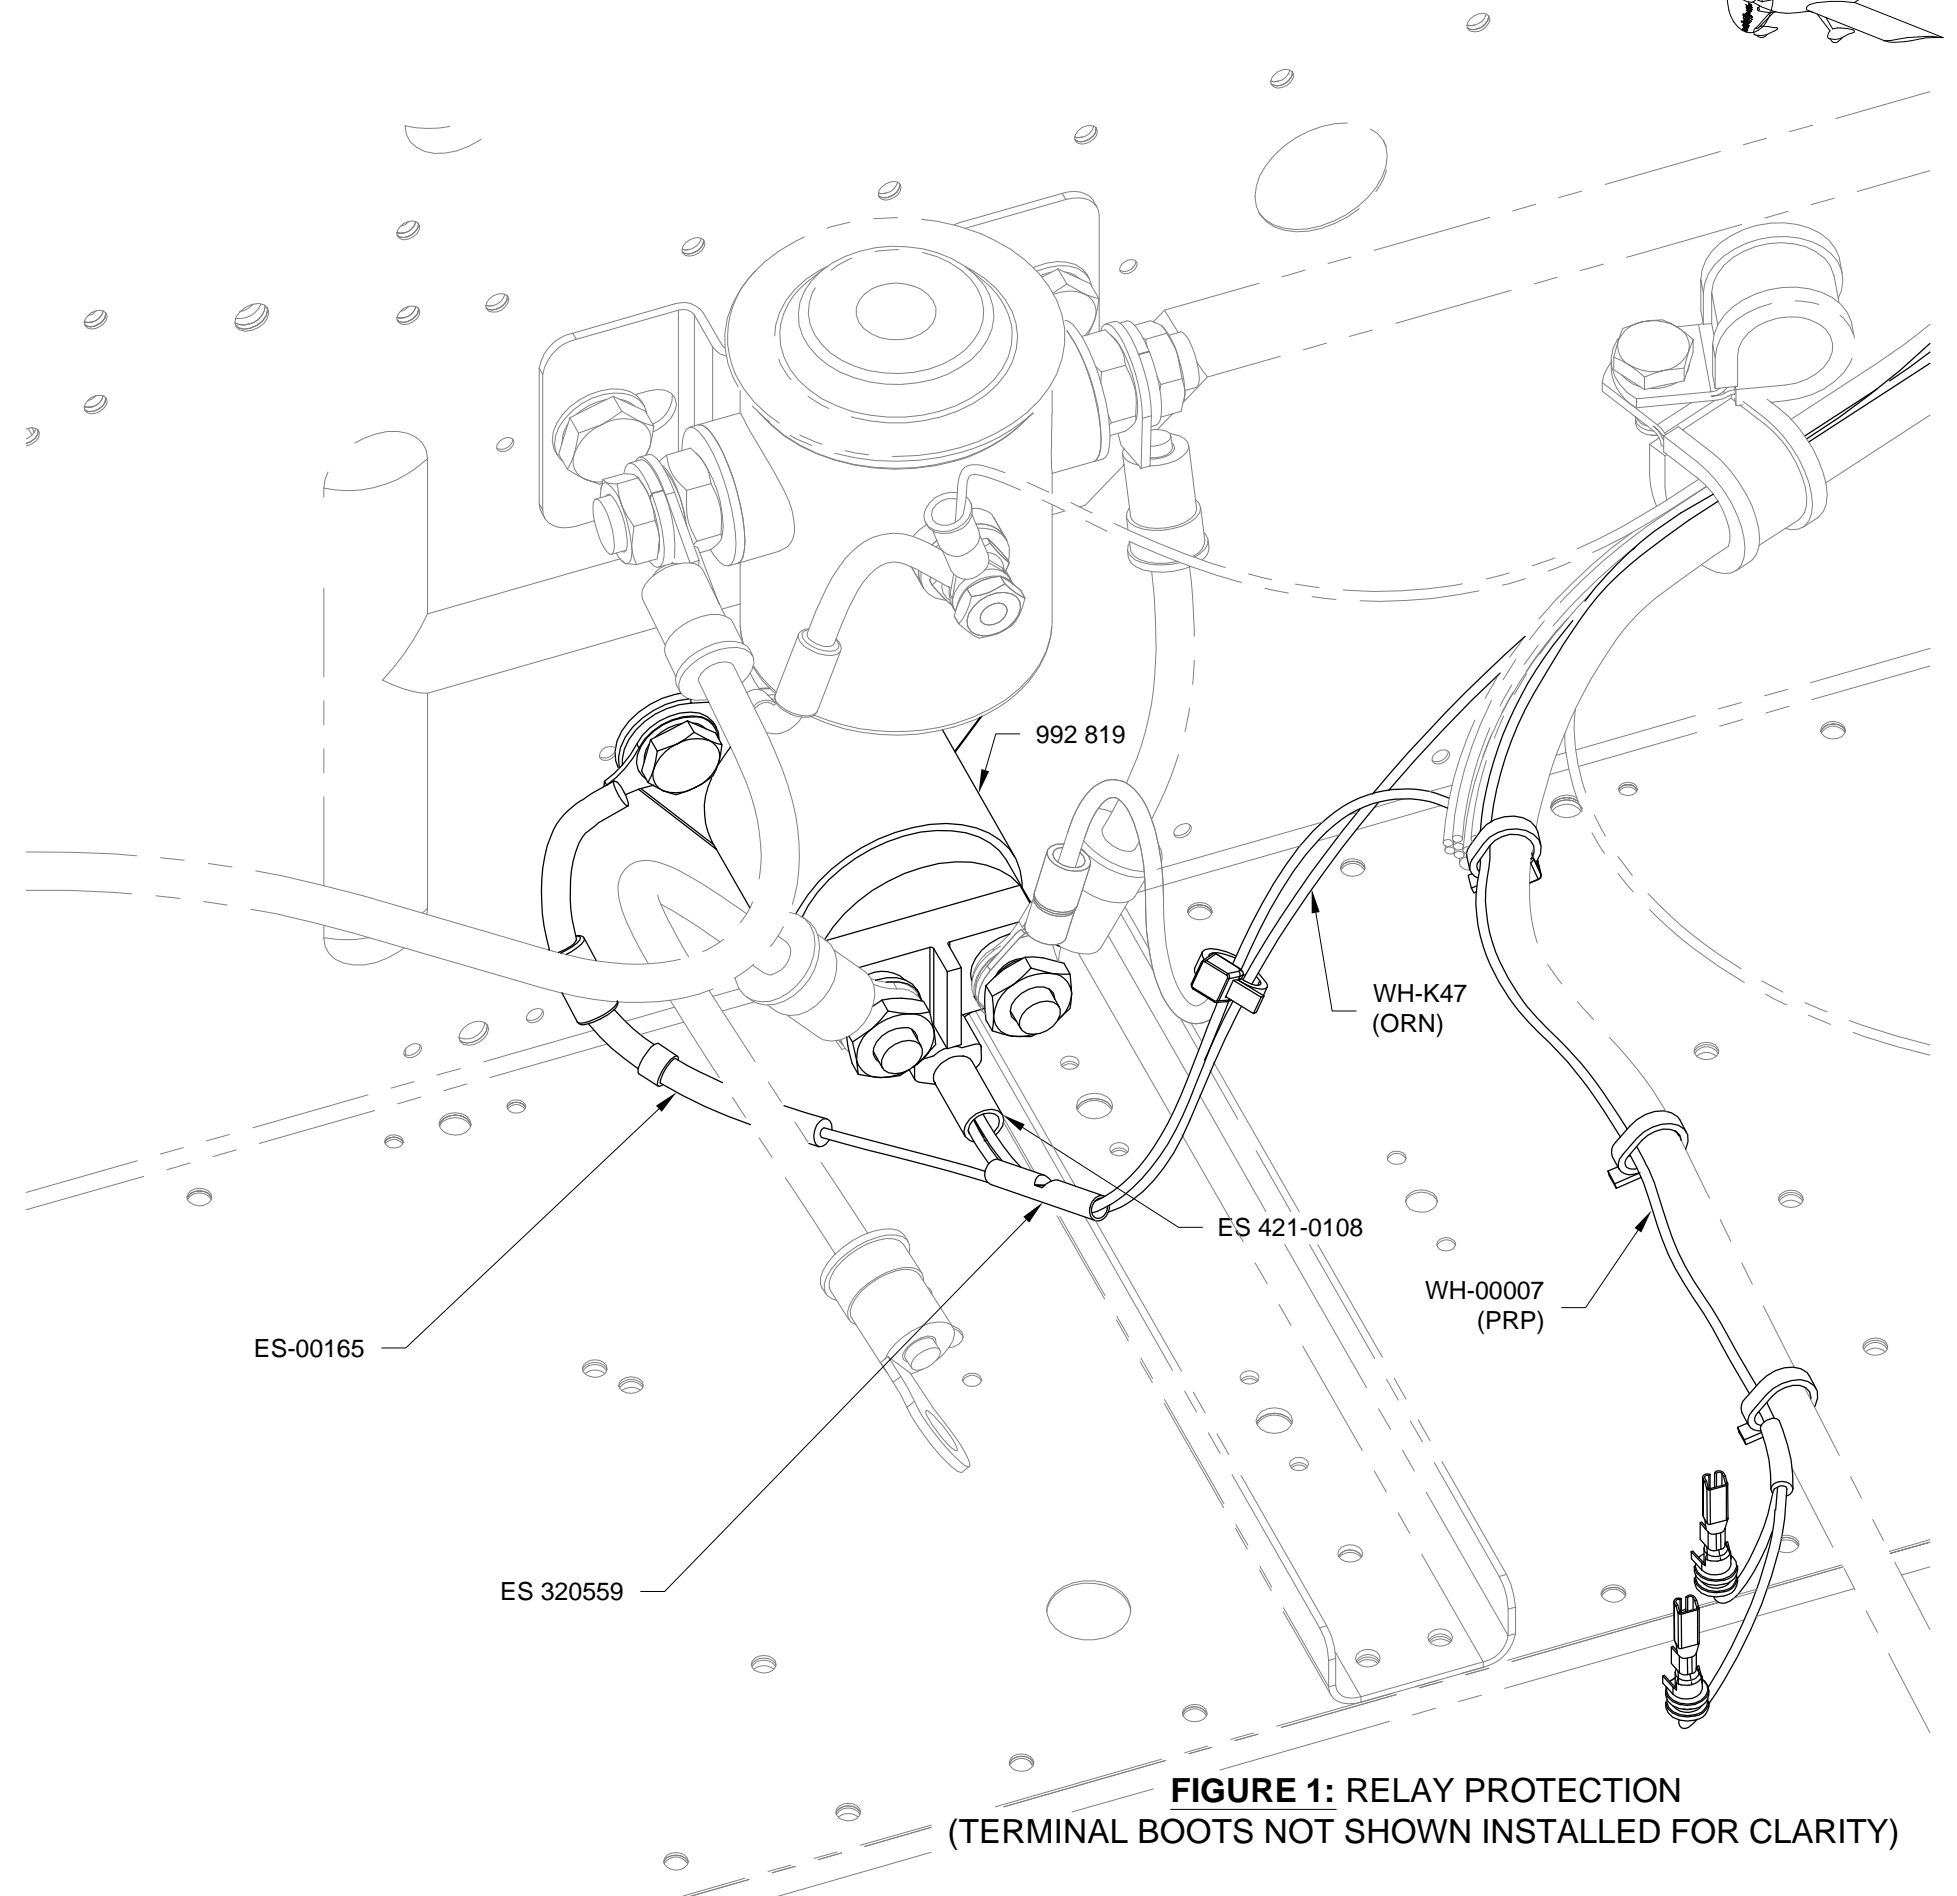 992 819
WH-K47
(ORN)
ES 421-0108
WH-00007
(PRP)
ES-00165
ES 320559
FIGURE 1: RELAY PROTECTION
(TERMINAL BOOTS NOT SHOWN INSTALLED FOR CLARITY)